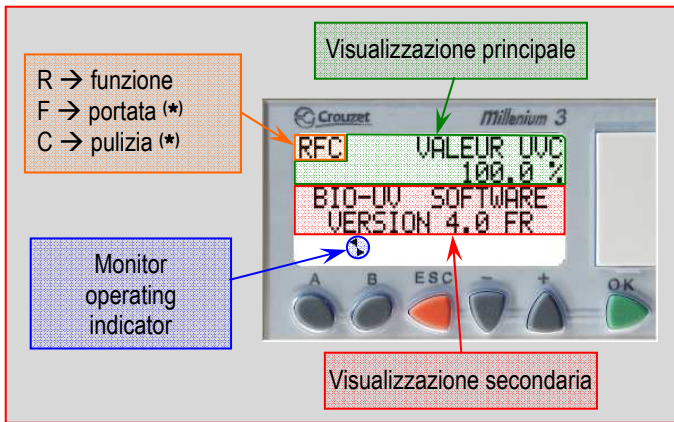 Visualizzazione principale
R → funzione
F → portata (*)
C → pulizia (*)
Crouzet
Millenium 3
RFC VALEUR UVC
100.0 %
BIO-UV SOFTWARE
VERSION 4.0 FR
Monitor
operating
indicator
A B ESC - + OK
Visualizzazione secondaria